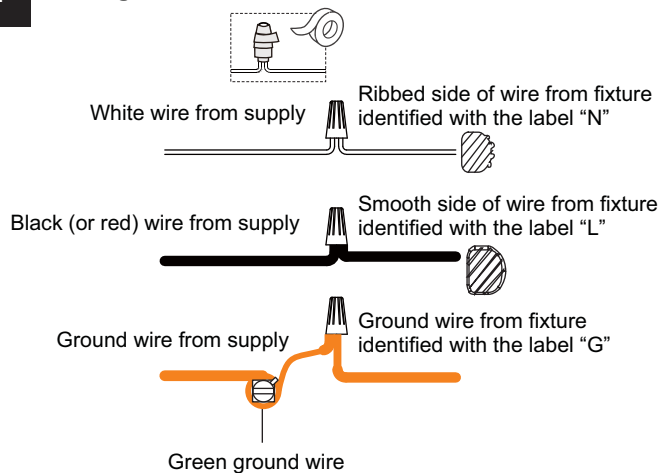 White wire from supply
Ribbed side of wire from fixture
identified with the label “N”
Black (or red) wire from supply
Smooth side of wire from fixture
identified with the label “L”
Ground wire from supply
Ground wire from fixture
identified with the label “G”
Green ground wire